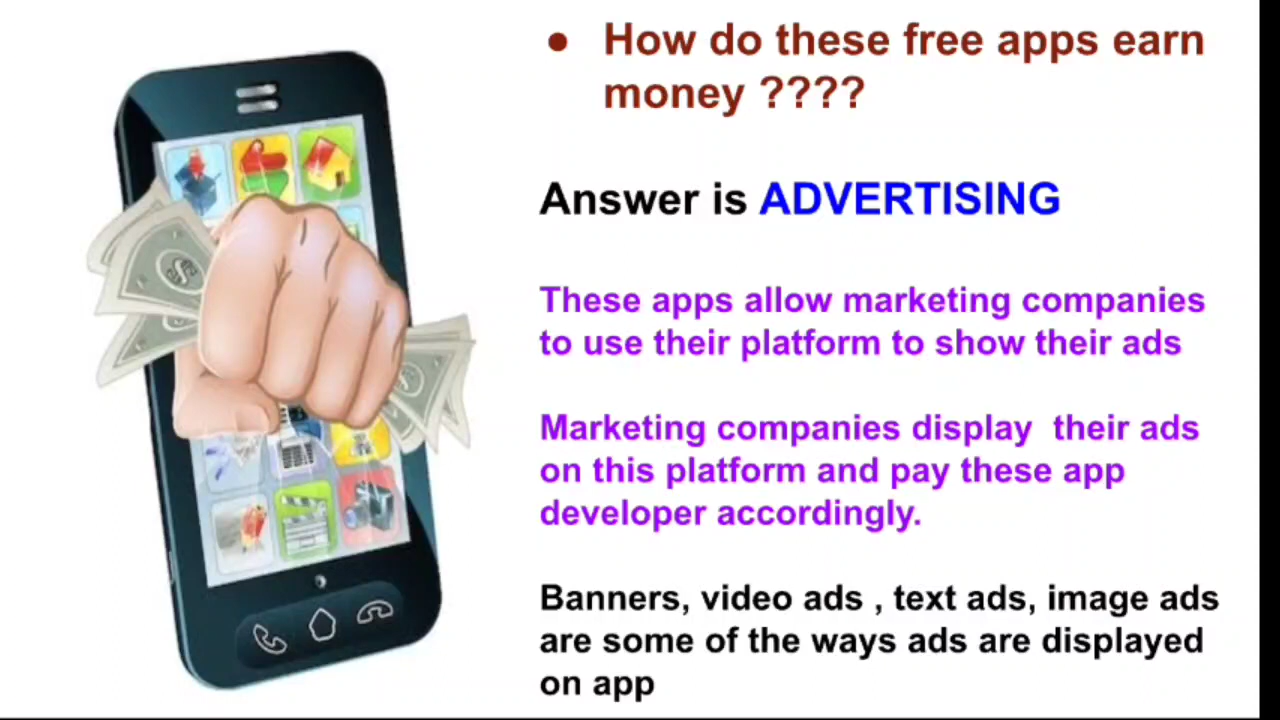 ● How do these free apps earn
money ????
Answer is ADVERTISING
These apps allow marketing companies
to use their platform to show their ads
Marketing companies display  their ads
on this platform and pay these app
developer accordingly.
Banners, video ads , text ads, image ads
are some of the ways ads are displayed
on app